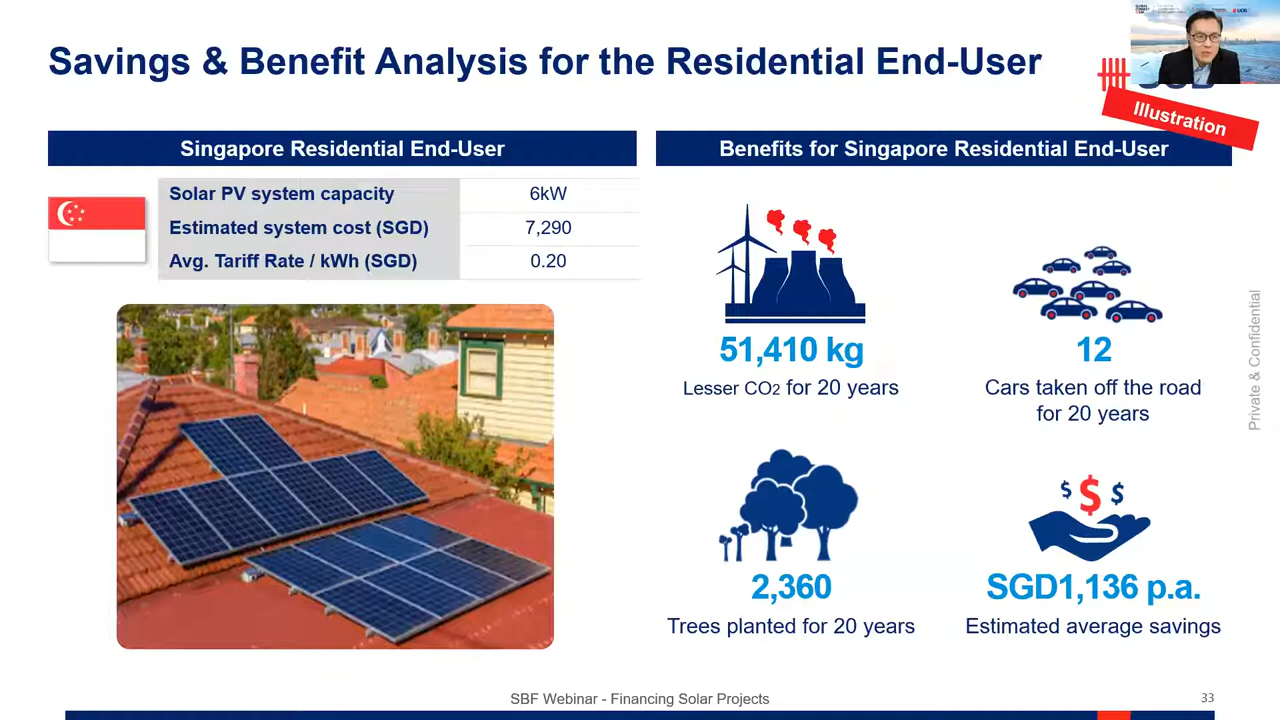 Savings & Benefit Analysis for the Residential End-User
Illustration
Singapore Residential End-User
Solar PV system capacity 6kW
Estimated system cost (SGD) 7,290
Avg. Tariff Rate / kWh (SGD) 0.20
Benefits for Singapore Residential End-User
51,410 kg
Lesser CO2 for 20 years
12
Cars taken off the road
for 20 years
2,360
Trees planted for 20 years
SGD1,136 p.a.
Estimated average savings
Private & Confidential
SBF Webinar - Financing Solar Projects
33